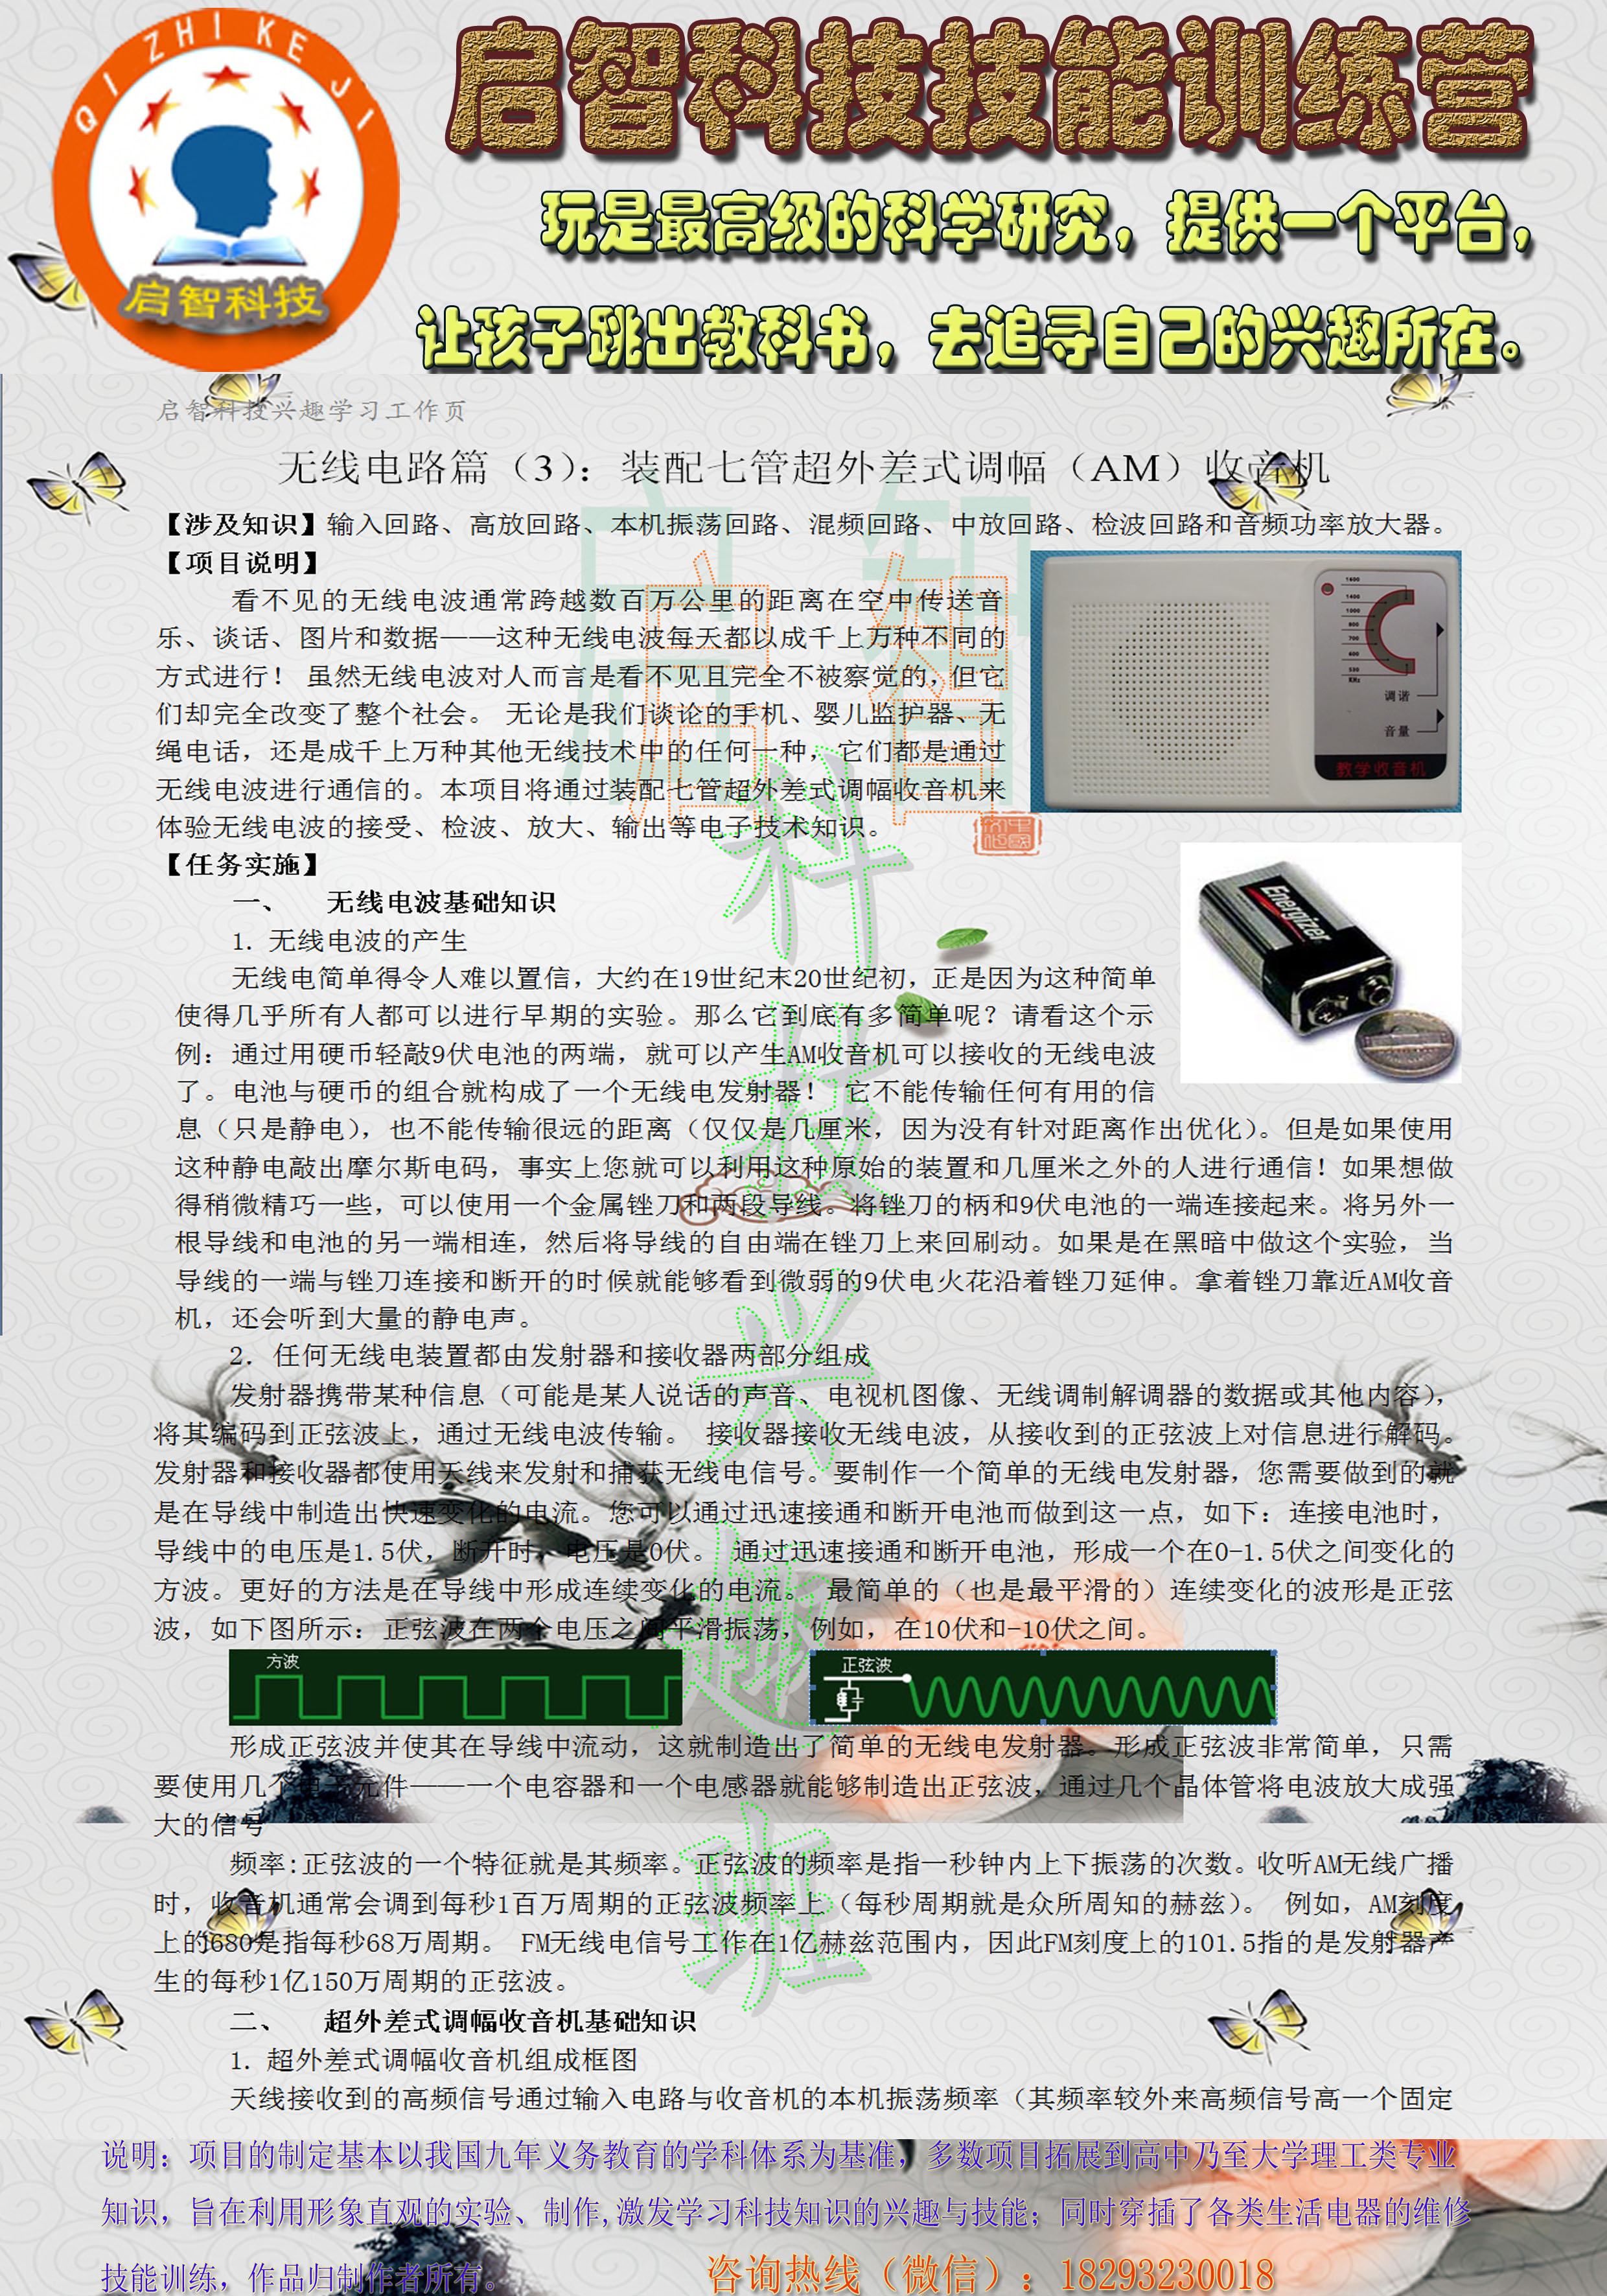 QI ZHI KE JI
启智科技
启智科技技能训练营
玩是最高级的科学研究，提供一个平台，
让孩子跳出教科书，去追寻自己的兴趣所在。
启智科技兴趣学习工作页
无线电路篇（3）：装配七管超外差式调幅（AM）收音机
【涉及知识】输入回路、高放回路、本机振荡回路、混频回路、中放回路、检波回路和音频功率放大器。
【项目说明】
看不见的无线电波通常跨越数百万公里的距离在空中传送音
乐、谈话、图片和数据——这种无线电波每天都以成千上万种不同的
方式进行！ 虽然无线电波对人而言是看不见且完全不被察觉的，但它
们却完全改变了整个社会。 无论是我们谈论的手机、婴儿监护器、无
绳电话，还是成千上万种其他无线技术中的任何一种，它们都是通过
无线电波进行通信的。本项目将通过装配七管超外差式调幅收音机来
体验无线电波的接受、检波、放大、输出等电子技术知识。
1600
1400
1000
800
700
600
530
KHz
调谐
音量
教学收音机
【任务实施】
一、 无线电波基础知识
1. 无线电波的产生
无线电简单得令人难以置信，大约在19世纪末20世纪初，正是因为这种简单
使得几乎所有人都可以进行早期的实验。那么它到底有多简单呢？请看这个示
例：通过用硬币轻敲9伏电池的两端，就可以产生AM收音机可以接收的无线电波
了。电池与硬币的组合就构成了一个无线电发射器！ 它不能传输任何有用的信
息（只是静电），也不能传输很远的距离（仅仅是几厘米，因为没有针对距离作出优化）。但是如果使用
这种静电敲出摩尔斯电码，事实上您就可以利用这种原始的装置和几厘米之外的人进行通信！如果想做
得稍微精巧一些，可以使用一个金属锉刀和两段导线。将锉刀的柄和9伏电池的一端连接起来。将另外一
根导线和电池的另一端相连，然后将导线的自由端在锉刀上来回刷动。如果是在黑暗中做这个实验，当
导线的一端与锉刀连接和断开的时候就能够看到微弱的9伏电火花沿着锉刀延伸。拿着锉刀靠近AM收音
机，还会听到大量的静电声。
Energizer
2. 任何无线电装置都由发射器和接收器两部分组成
发射器携带某种信息（可能是某人说话的声音、电视机图像、无线调制解调器的数据或其他内容），
将其编码到正弦波上，通过无线电波传输。 接收器接收无线电波，从接收到的正弦波上对信息进行解码。
发射器和接收器都使用天线来发射和捕获无线电信号。要制作一个简单的无线电发射器，您需要做到的就
是在导线中制造出快速变化的电流。您可以通过迅速接通和断开电池而做到这一点，如下：连接电池时，
导线中的电压是1.5伏，断开时，电压是0伏。 通过迅速接通和断开电池，形成一个在0-1.5伏之间变化的
方波。更好的方法是在导线中形成连续变化的电流。 最简单的（也是最平滑的）连续变化的波形是正弦
波，如下图所示：正弦波在两个电压之间平滑振荡，例如，在10伏和-10伏之间。
方波
正弦波
形成正弦波并使其在导线中流动，这就制造出了简单的无线电发射器。形成正弦波非常简单，只需
要使用几个电子元件——一个电容器和一个电感器就能够制造出正弦波，通过几个晶体管将电波放大成强
大的信号
频率:正弦波的一个特征就是其频率。正弦波的频率是指一秒钟内上下振荡的次数。收听AM无线广播
时，收音机通常会调到每秒1百万周期的正弦波频率上（每秒周期就是众所周知的赫兹）。 例如，AM刻度
上的680是指每秒68万周期。 FM无线电信号工作在1亿赫兹范围内，因此FM刻度上的101.5指的是发射器产
生的每秒1亿150万周期的正弦波。
二、 超外差式调幅收音机基础知识
1. 超外差式调幅收音机组成框图
天线接收到的高频信号通过输入电路与收音机的本机振荡频率（其频率较外来高频信号高一个固定
启智科技兴趣班
说明：项目的制定基本以我国九年义务教育的学科体系为基准，多数项目拓展到高中乃至大学理工类专业
知识，旨在利用形象直观的实验、制作,激发学习科技知识的兴趣与技能；同时穿插了各类生活电器的维修
技能训练，作品归制作者所有。
咨询热线（微信）：18293230018